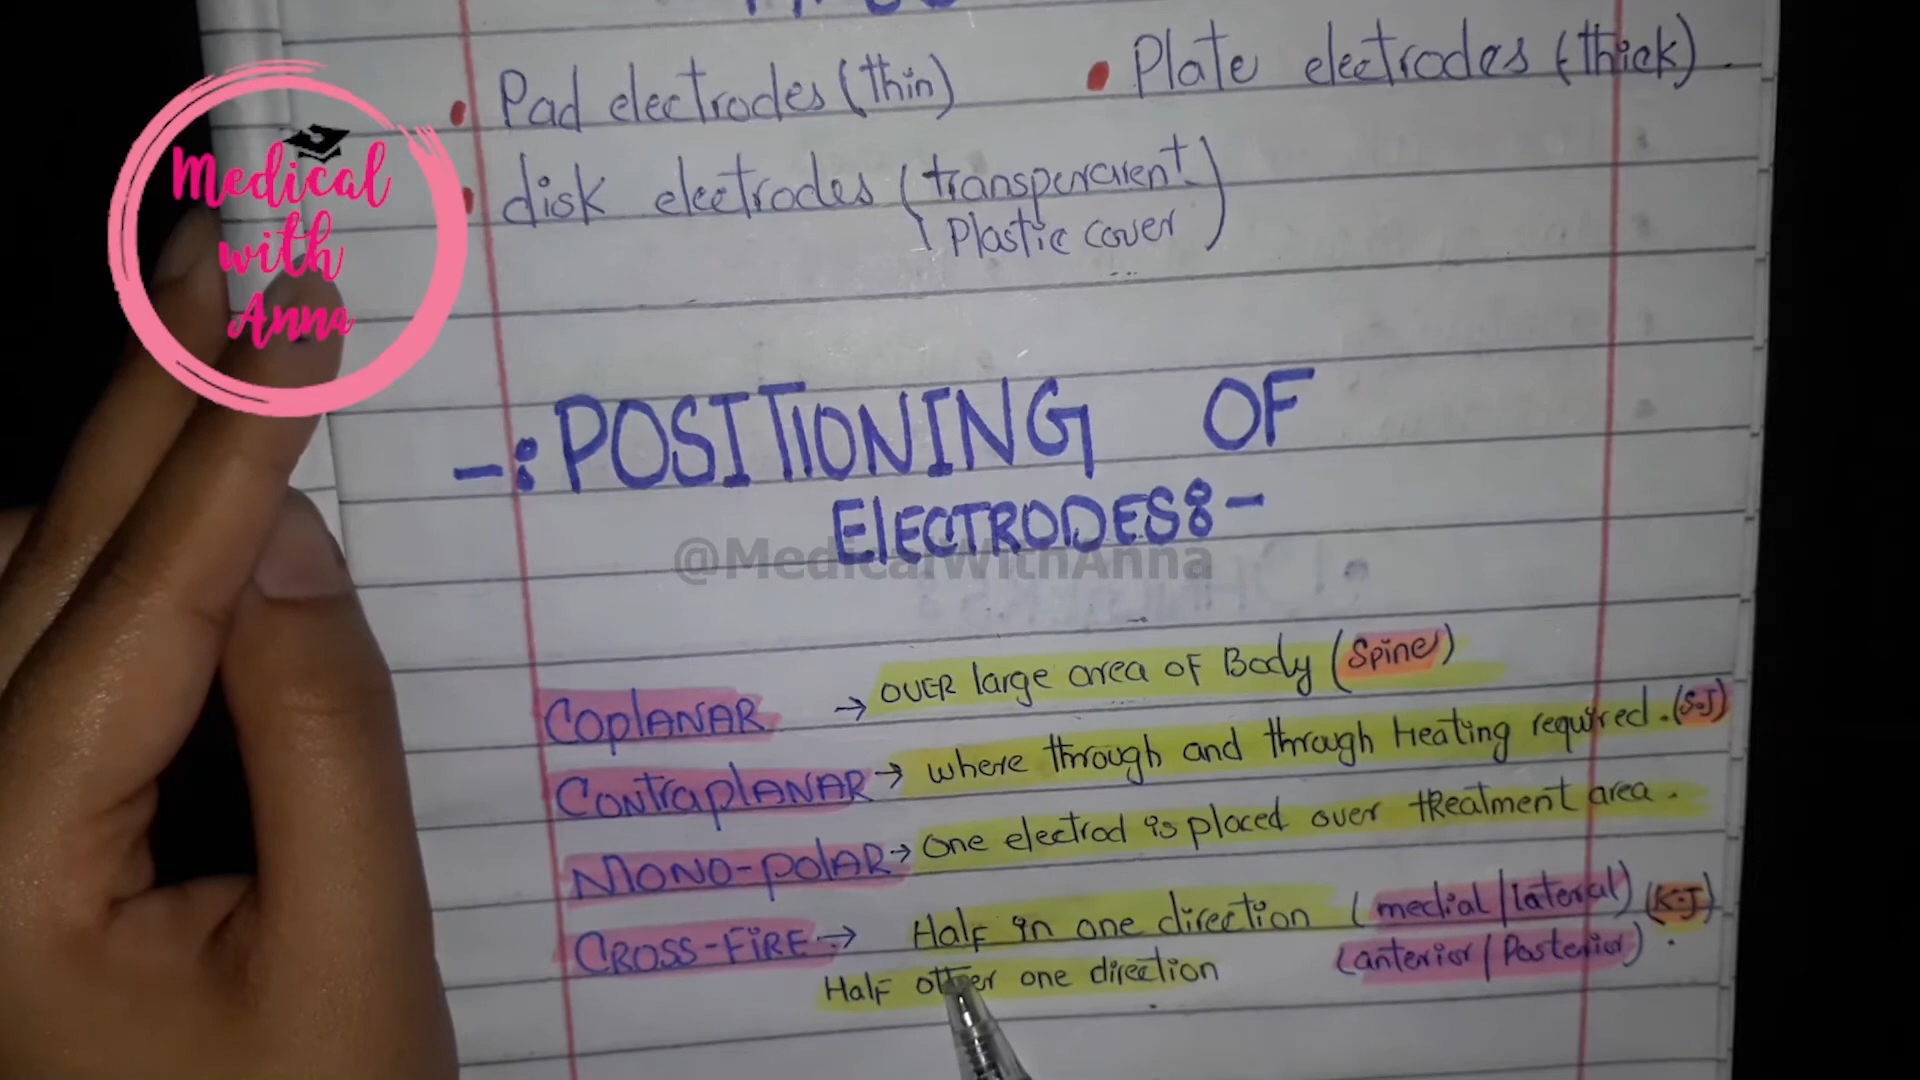 • Pad electrodes (thin) • Plate electrodes (thick).
• disk electrodes (transperarent
Plastic cover)
Medical
with
Anna
-: POSITIONING OF
ElECTRODES8-
@MedicalWithAnna
COPLANAR → OVER large area of Body (Spine)
CONTRAPLANAR → where through and through Heating required. (S.J)
MONO-POLAR → One electrod is placed over tReatment area.
CROSS-FiRE → Half in one direction (medial/lateral) (K.J)
Half other one direction (anterior/Posterior).